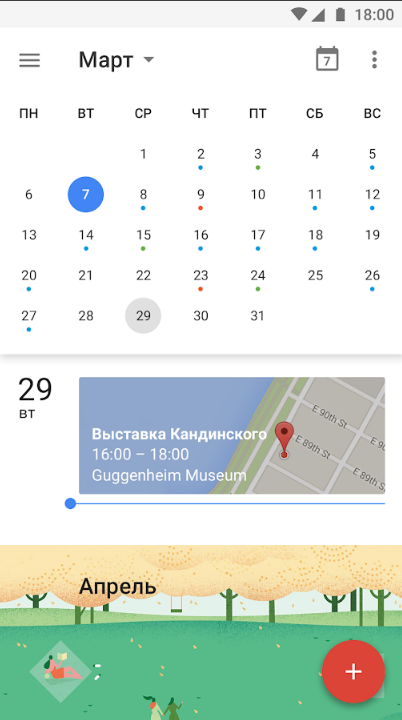 18:00
Март
7
ПН ВТ СР ЧТ ПТ СБ ВС
1 2 3 4 5
6 7 8 9 10 11 12
13 14 15 16 17 18 19
20 21 22 23 24 25 26
27 28 29 30 31
29
ВТ
Выставка Кандинского
16:00 – 18:00
Guggenheim Museum
E 90th St
E 89th St
E 90
E 88th St
Апрель
+